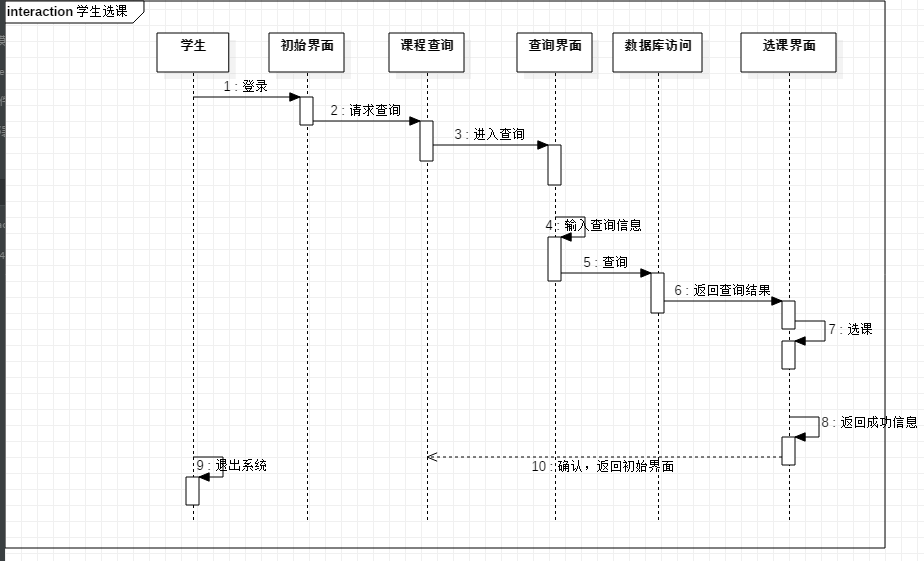 interaction 学生选课
学生
初始界面
课程查询
查询界面
数据库访问
选课界面
1 : 登录
2 : 请求查询
3 : 进入查询
4 : 输入查询信息
5 : 查询
6 : 返回查询结果
7 : 选课
8 : 返回成功信息
9 : 退出系统
10 : 确认，返回初始界面